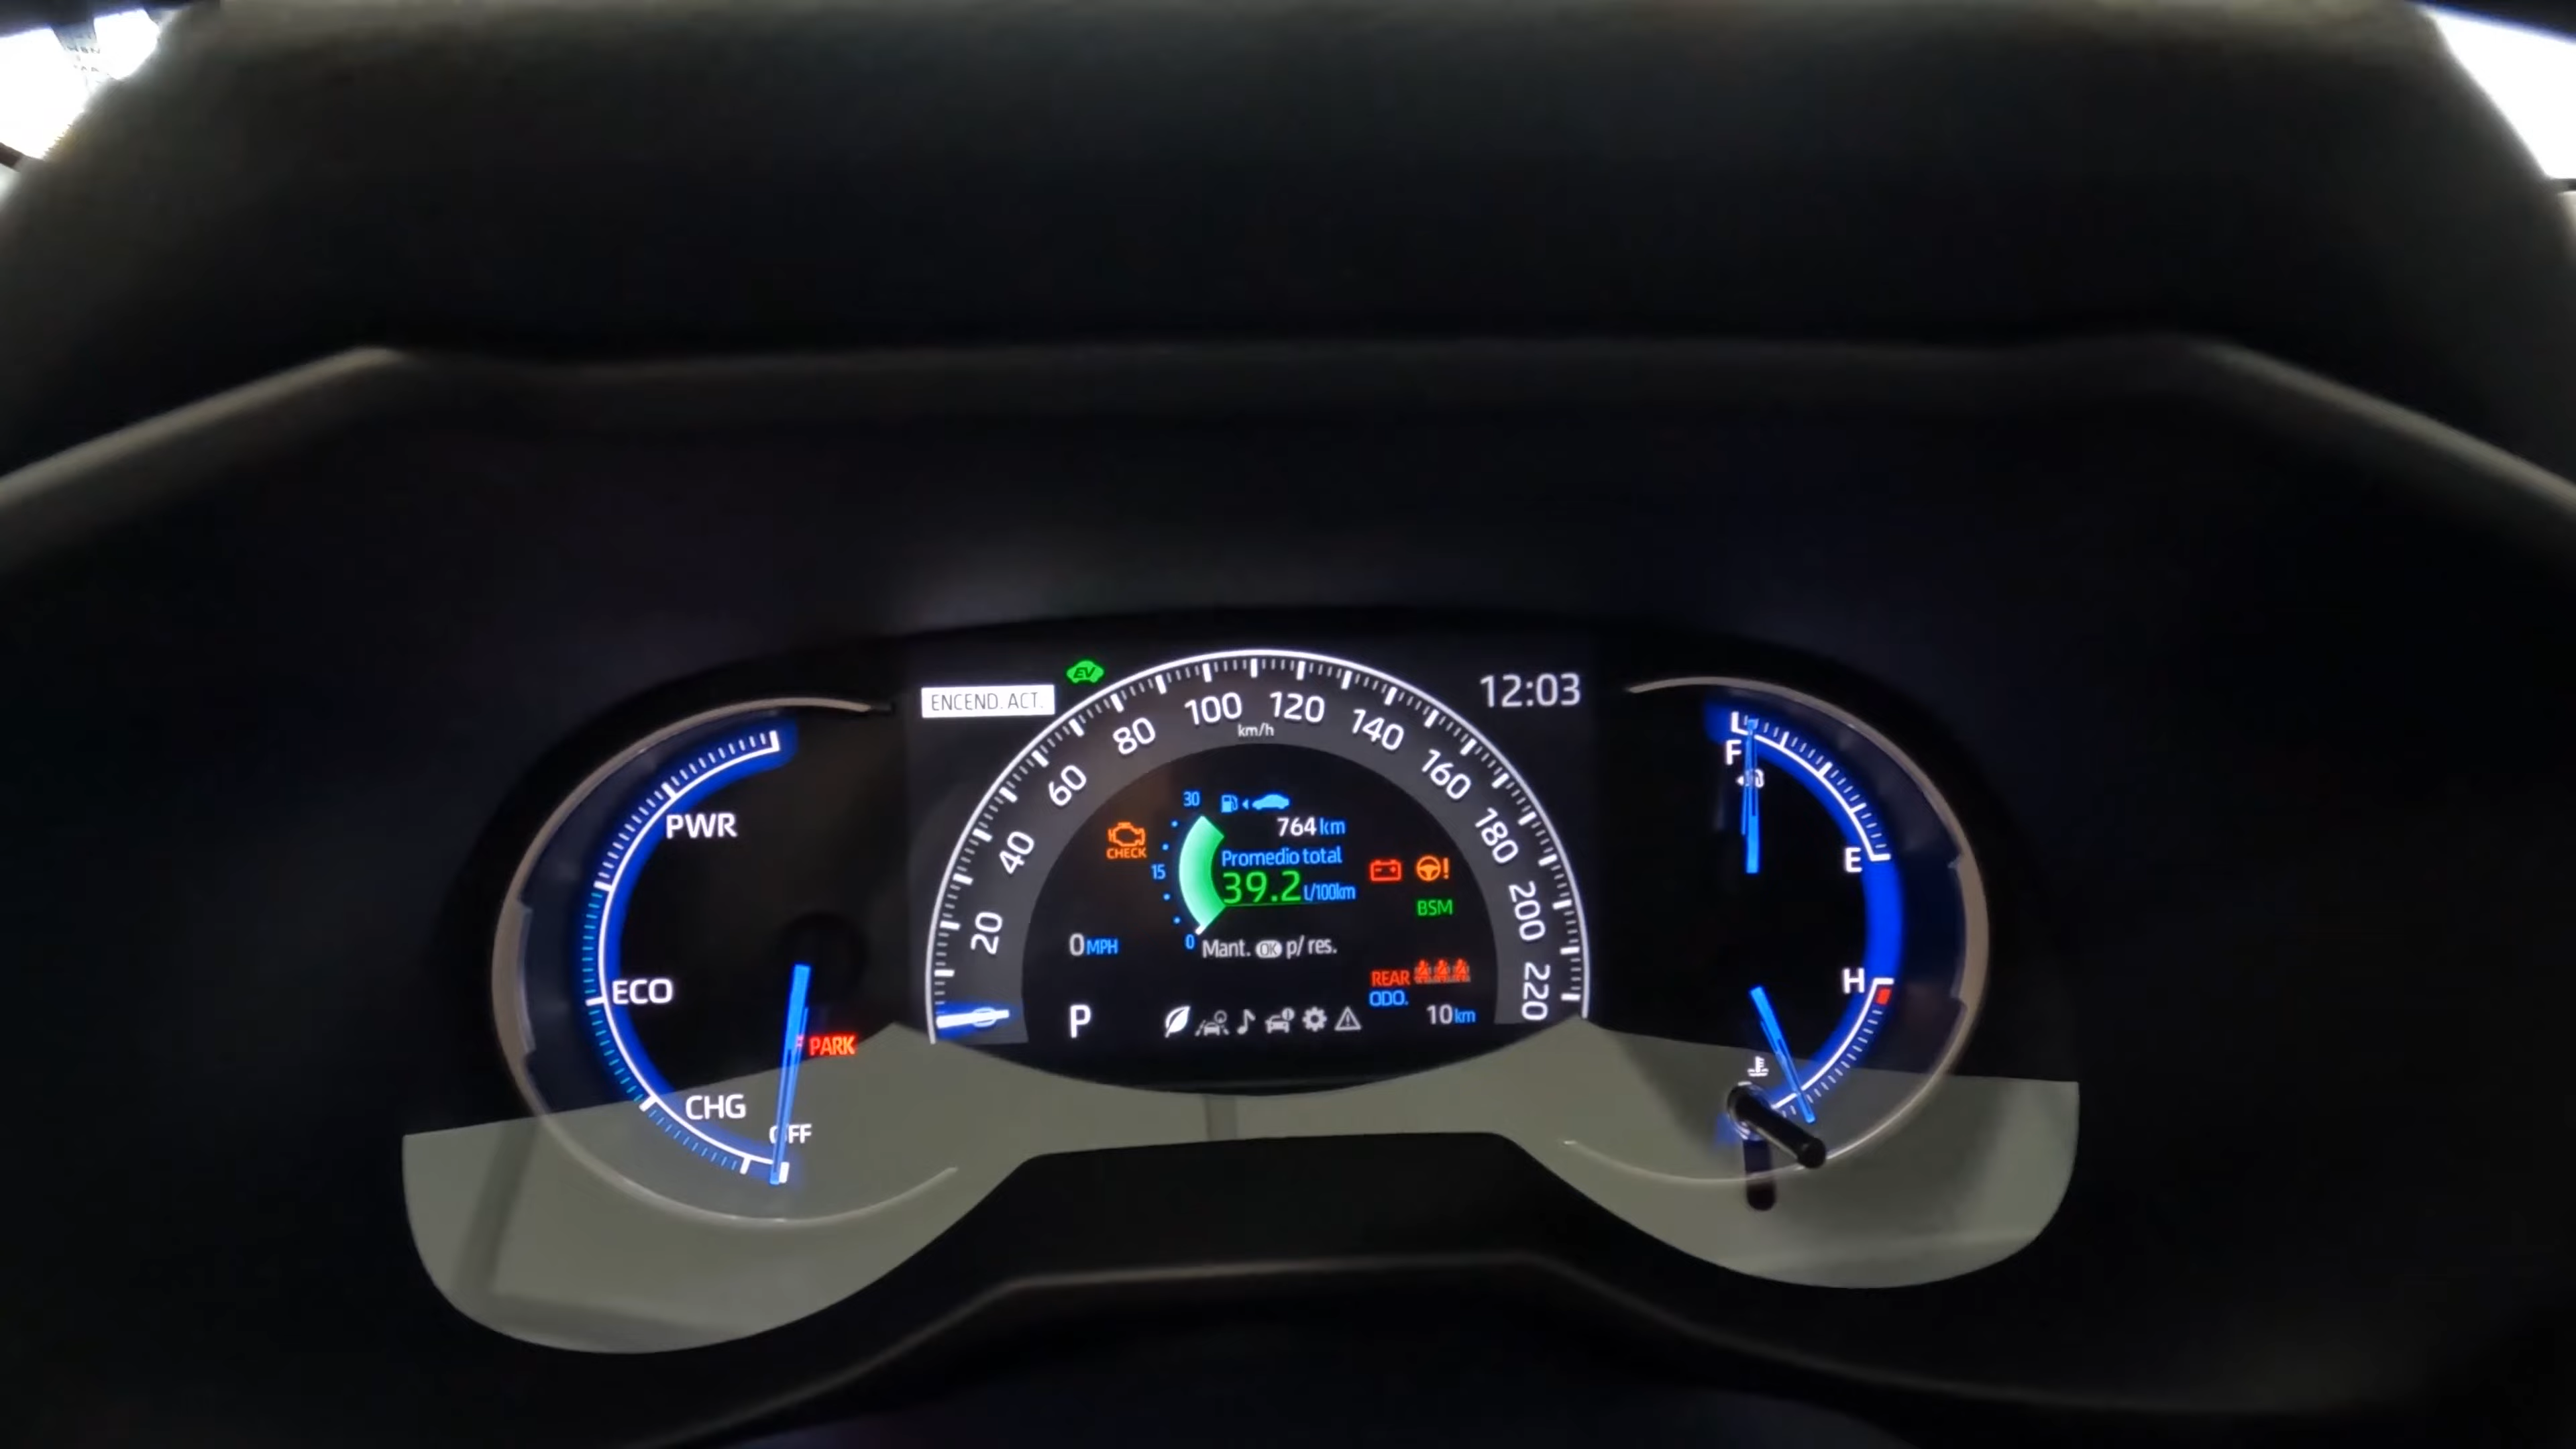 EV
ENCEND. ACT.
12:03
20
40
60
80
100
120
140
160
180
200
220
km/h
PWR
ECO
CHG
OFF
PARK
30
15
0
764 km
Promedio total
39.2 L/100km
Mant. OK p/ res.
CHECK
0 MPH
P
BSM
REAR
ODO.
10 km
F
E
H